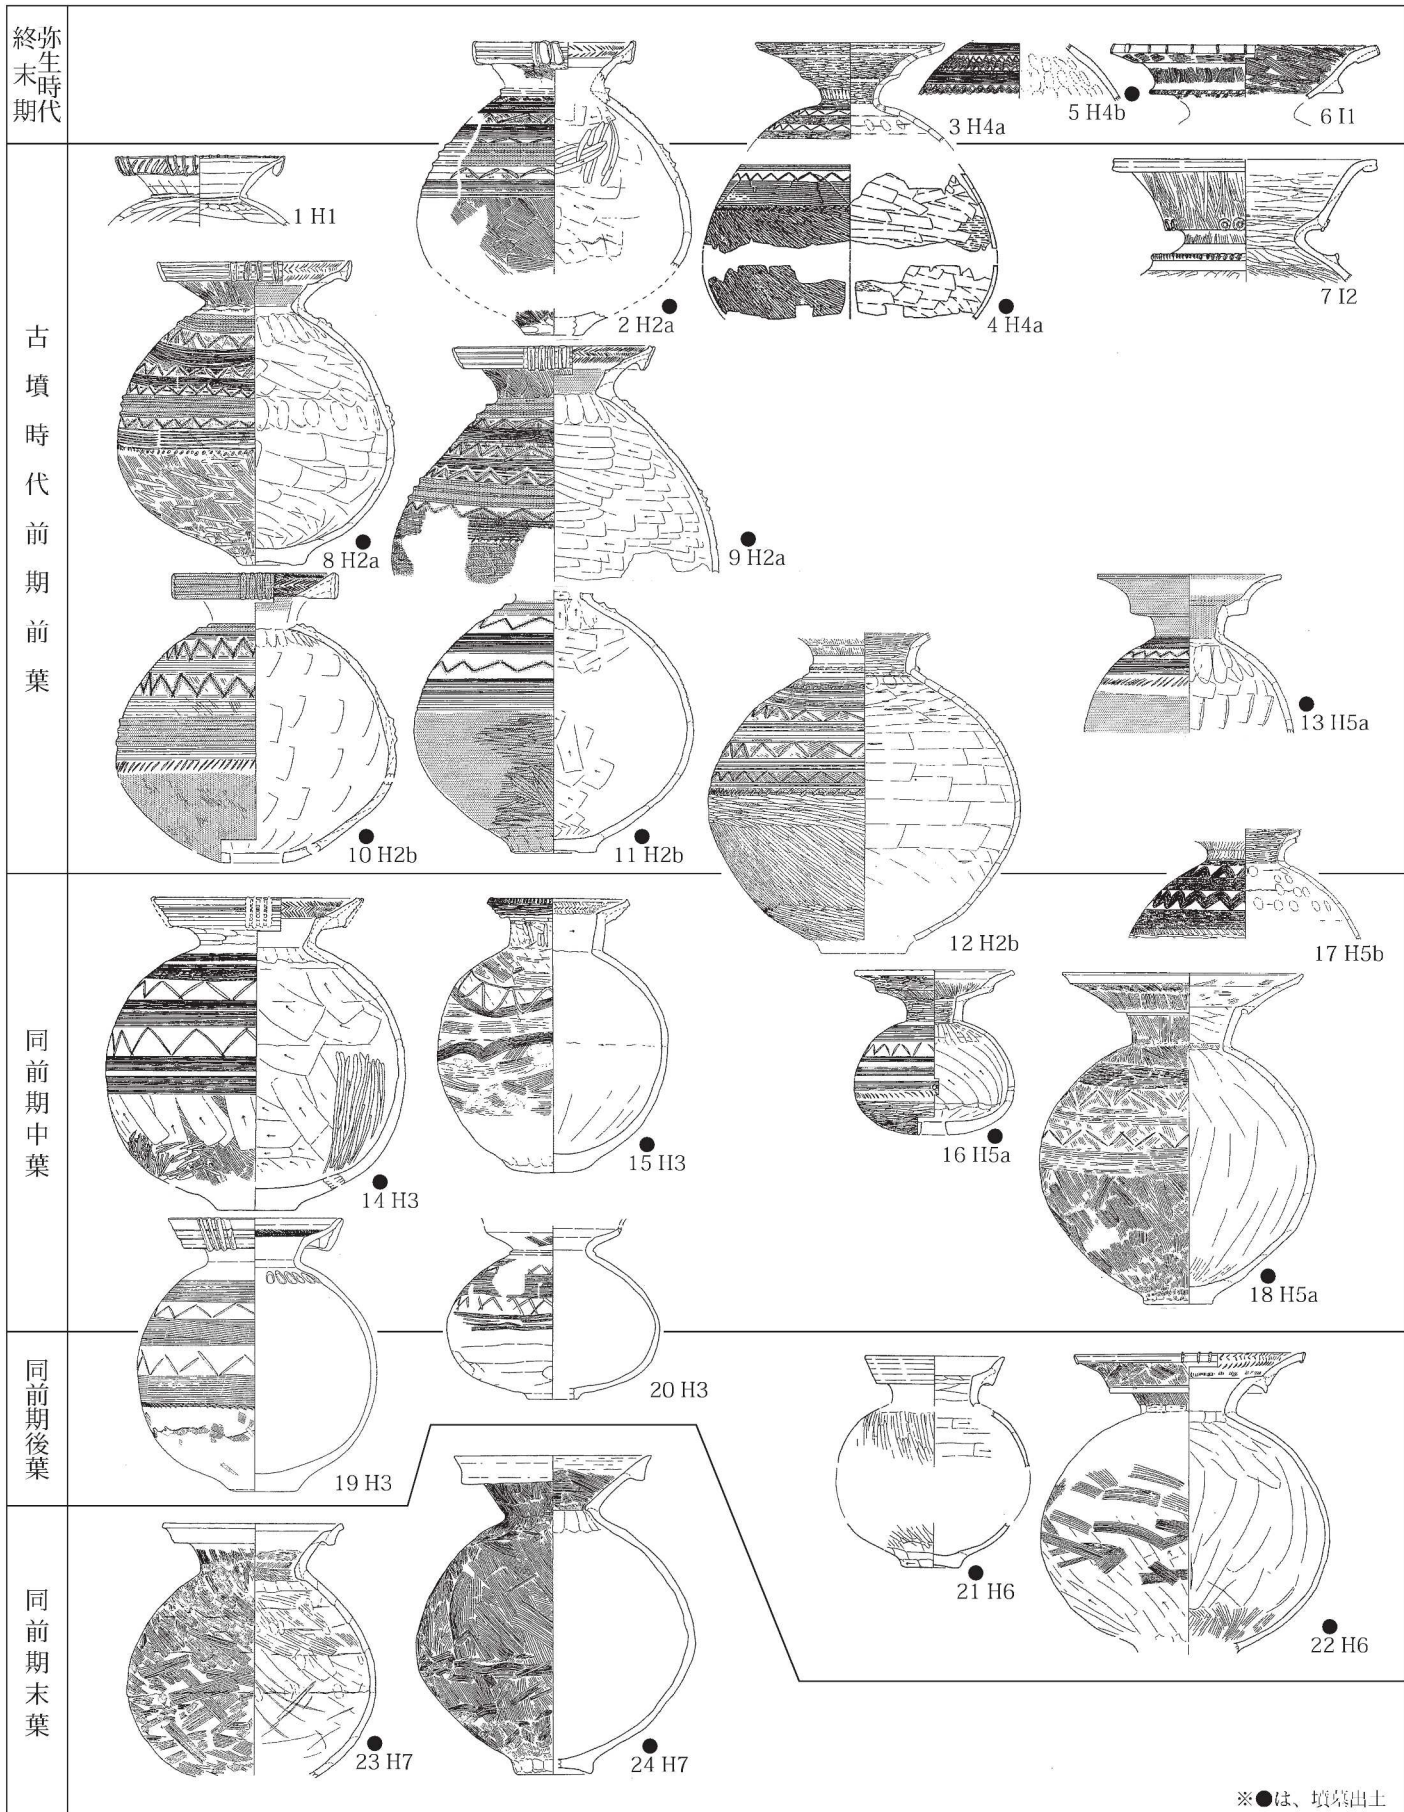 弥生時代
終末期
古墳時代前期前葉
同前期中葉
同前期後葉
同前期末葉
3 H4a
●
5 H4b
6 I1
1 H1
●
2 H2a
●
4 H4a
7 I2
●
8 H2a
●
9 H2a
●
13 H5a
●
10 H2b
●
11 H2b
12 H2b
17 H5b
●
14 H3
●
15 H3
●
16 H5a
●
18 H5a
19 H3
20 H3
●
21 H6
●
22 H6
●
23 H7
●
24 H7
※●は、墳墓出土